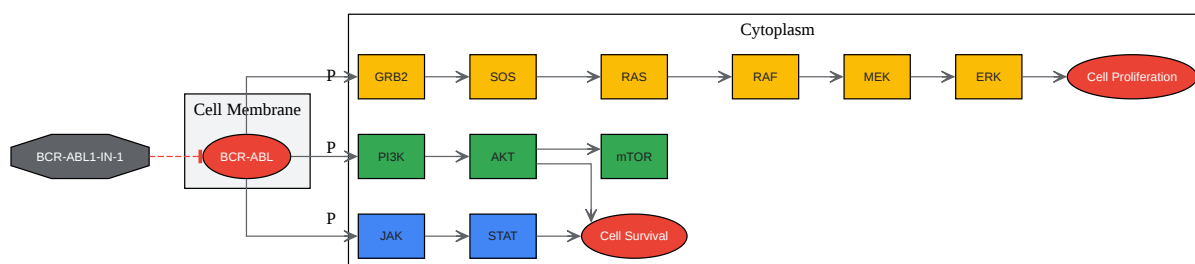 Cytoplasm
P
GRB2
SOS
RAS
RAF
MEK
ERK
Cell Proliferation
Cell Membrane
BCR-ABL1-IN-1
BCR-ABL
P
PI3K
AKT
mTOR
P
JAK
STAT
Cell Survival